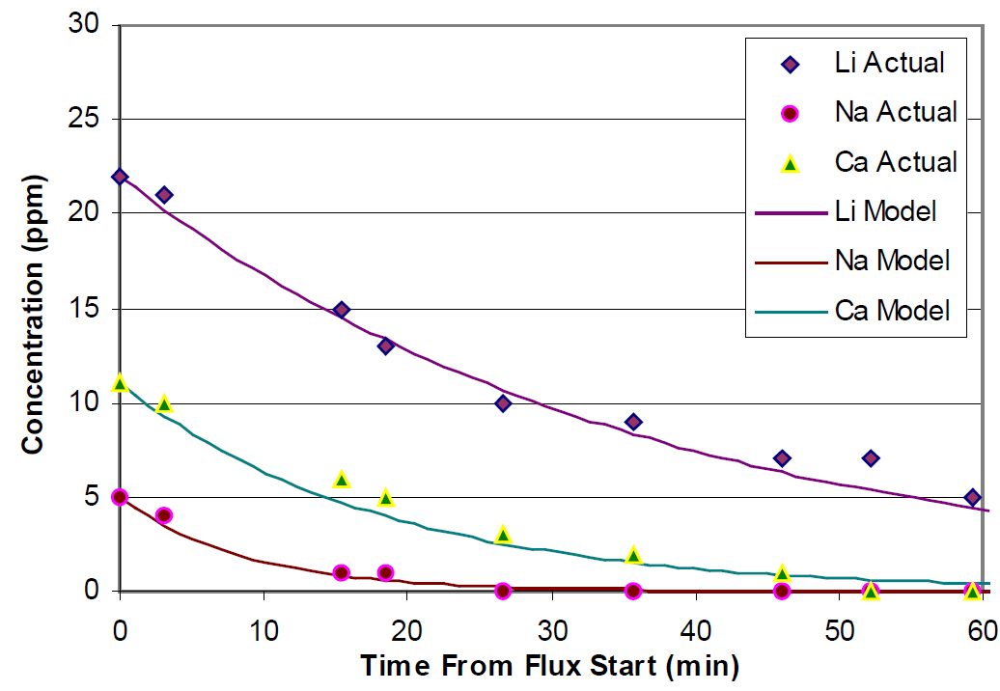 30
25
20
15
10
5
0
Concentration (ppm)
Li Actual
Na Actual
Ca Actual
Li Model
Na Model
Ca Model
0 10 20 30 40 50 60
Time From Flux Start (min)